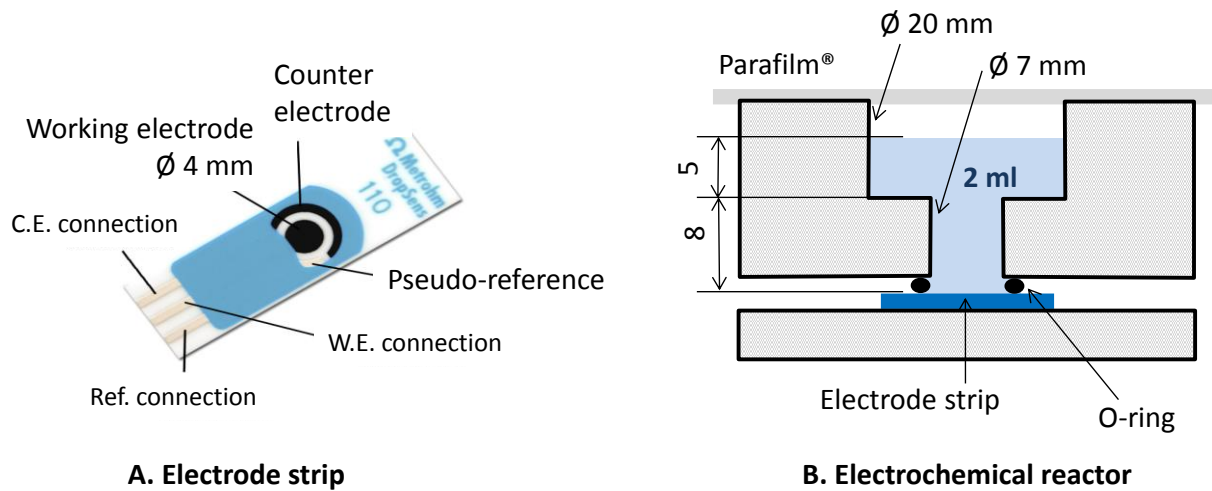 Counter
electrode
Working electrode
Ø 4 mm
C.E. connection
Ω Metrohm
DropSens
110
Pseudo-reference
W.E. connection
Ref. connection
A. Electrode strip
Ø 20 mm
Parafilm®
Ø 7 mm
5
2 ml
8
Electrode strip
O-ring
B. Electrochemical reactor